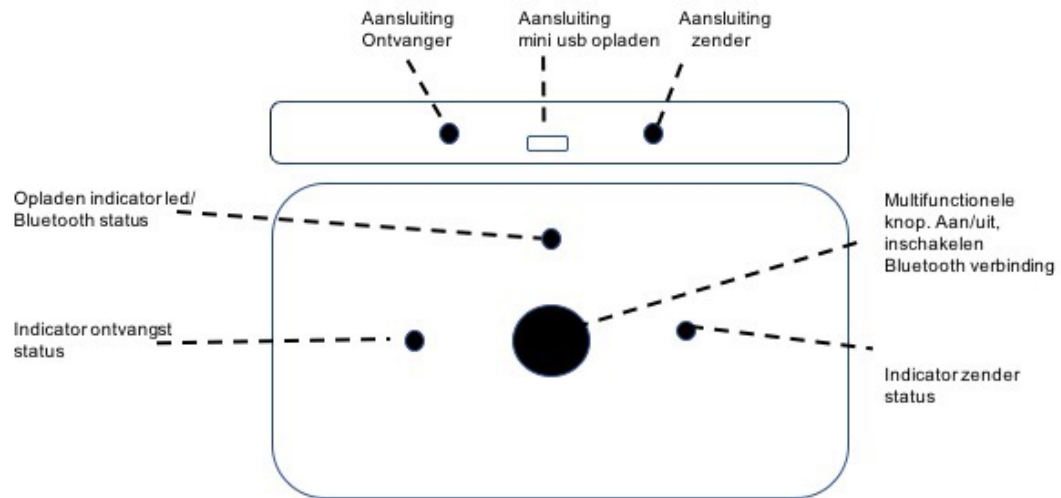 Aansluiting
Ontvanger
Aansluiting
mini usb opladen
Aansluiting
zender
Opladen indicator led/
Bluetooth status
Multifunctionele
knop. Aan/uit,
inschakelen
Bluetooth verbinding
Indicator ontvangst
status
Indicator zender
status